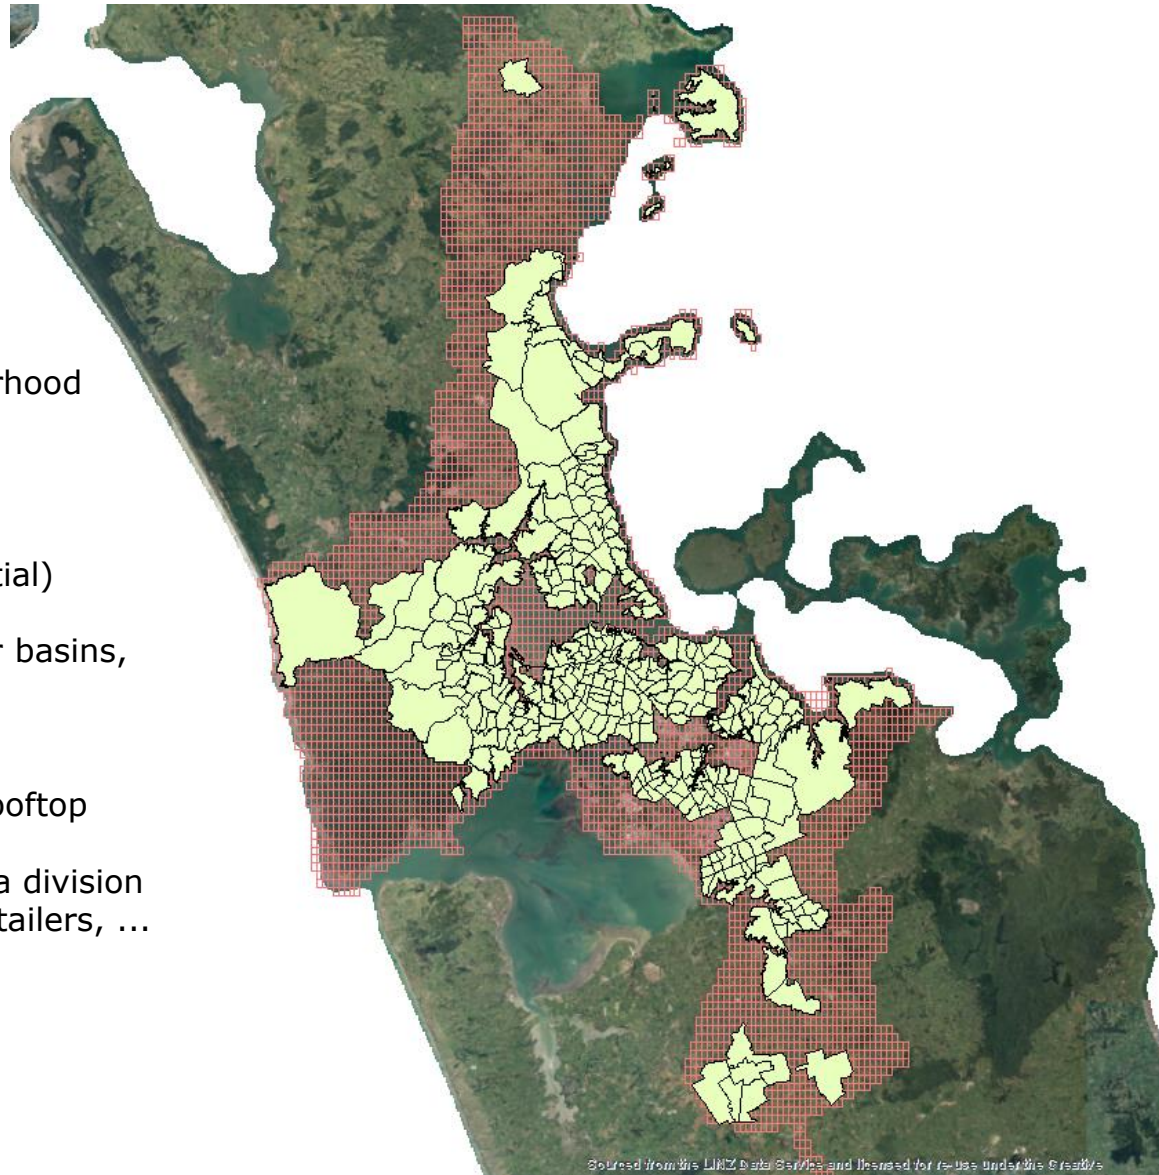 rhood
tial)
r basins,
ooftop
a division
tailers, ...
Sourced from the LINZ Data Service and licensed for re-use under the Creative